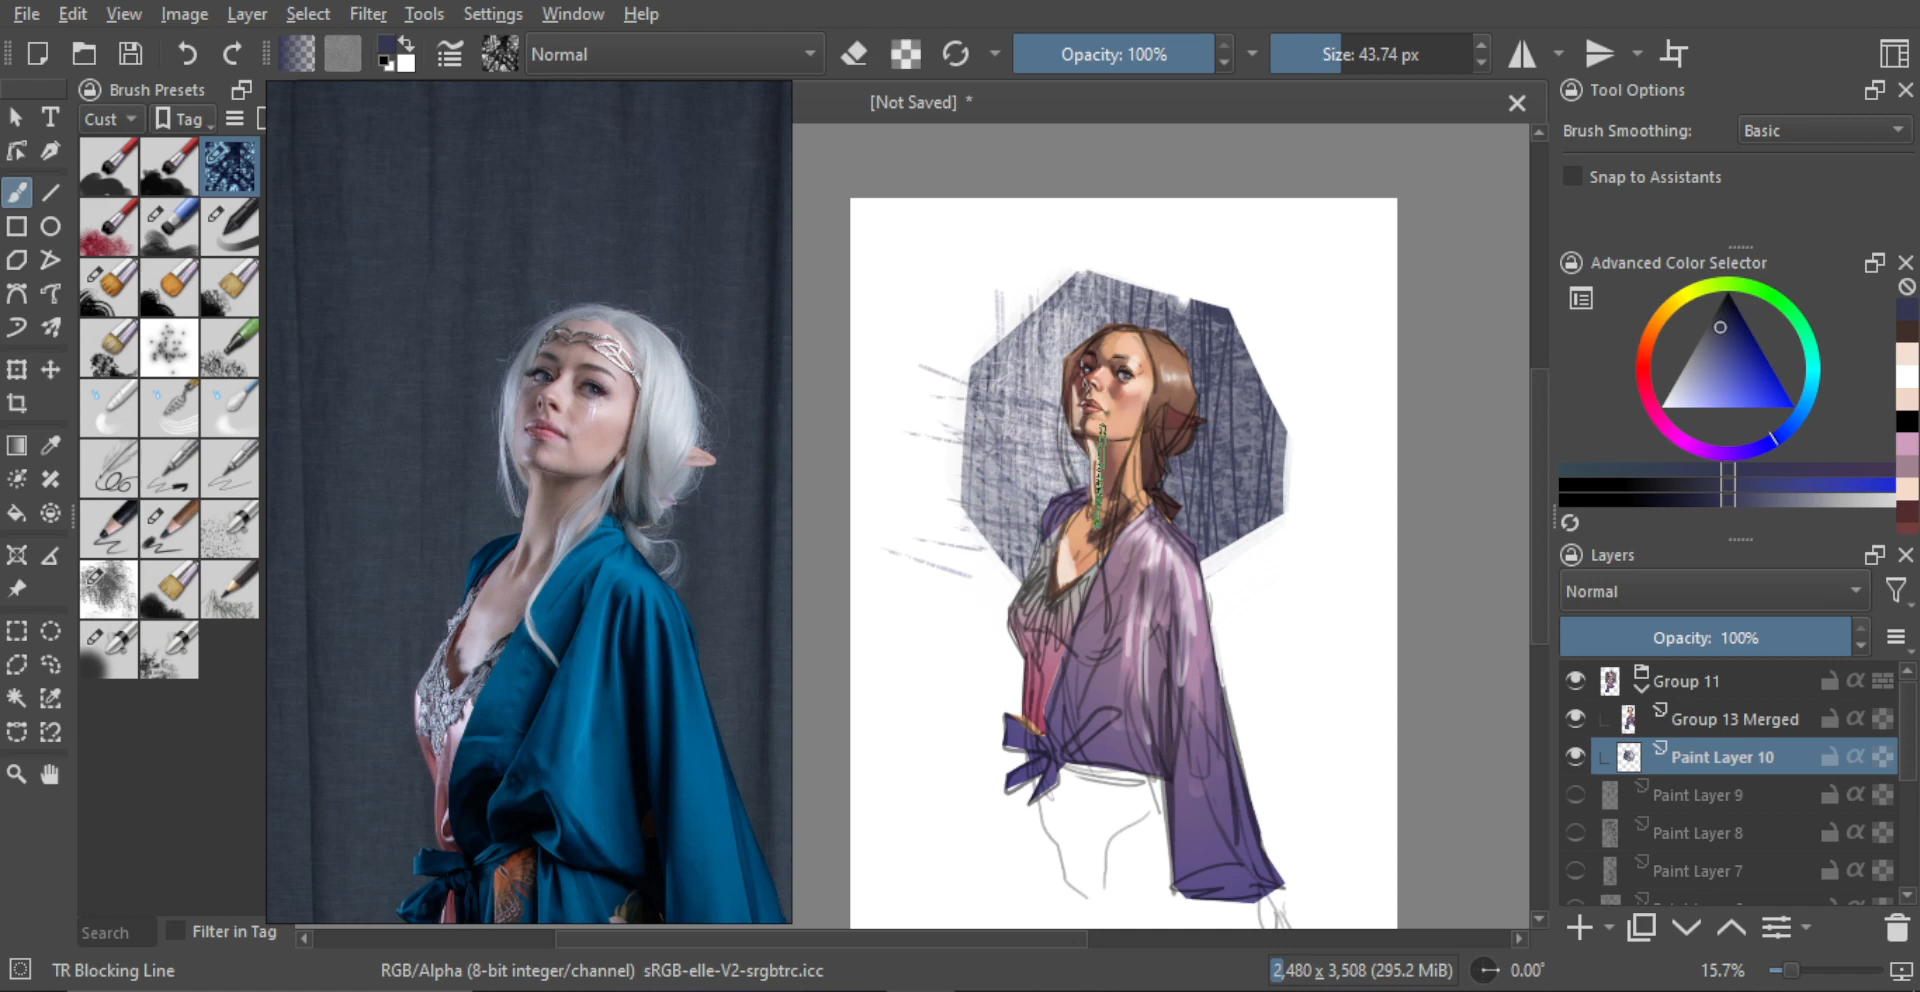 File Edit View Image Layer Select Filter Tools Settings Window Help
Normal
Opacity: 100%
Size: 43.74 px
Brush Presets
Cust
Tag
[Not Saved] *
Tool Options
Brush Smoothing:
Basic
Snap to Assistants
Advanced Color Selector
Layers
Normal
Opacity: 100%
Group 11
Group 13 Merged
Paint Layer 10
Paint Layer 9
Paint Layer 8
Paint Layer 7
Search
Filter in Tag
TR Blocking Line
RGB/Alpha (8-bit integer/channel) sRGB-elle-V2-srgbtrc.icc
2,480 x 3,508 (295.2 MiB)
0.00°
15.7%